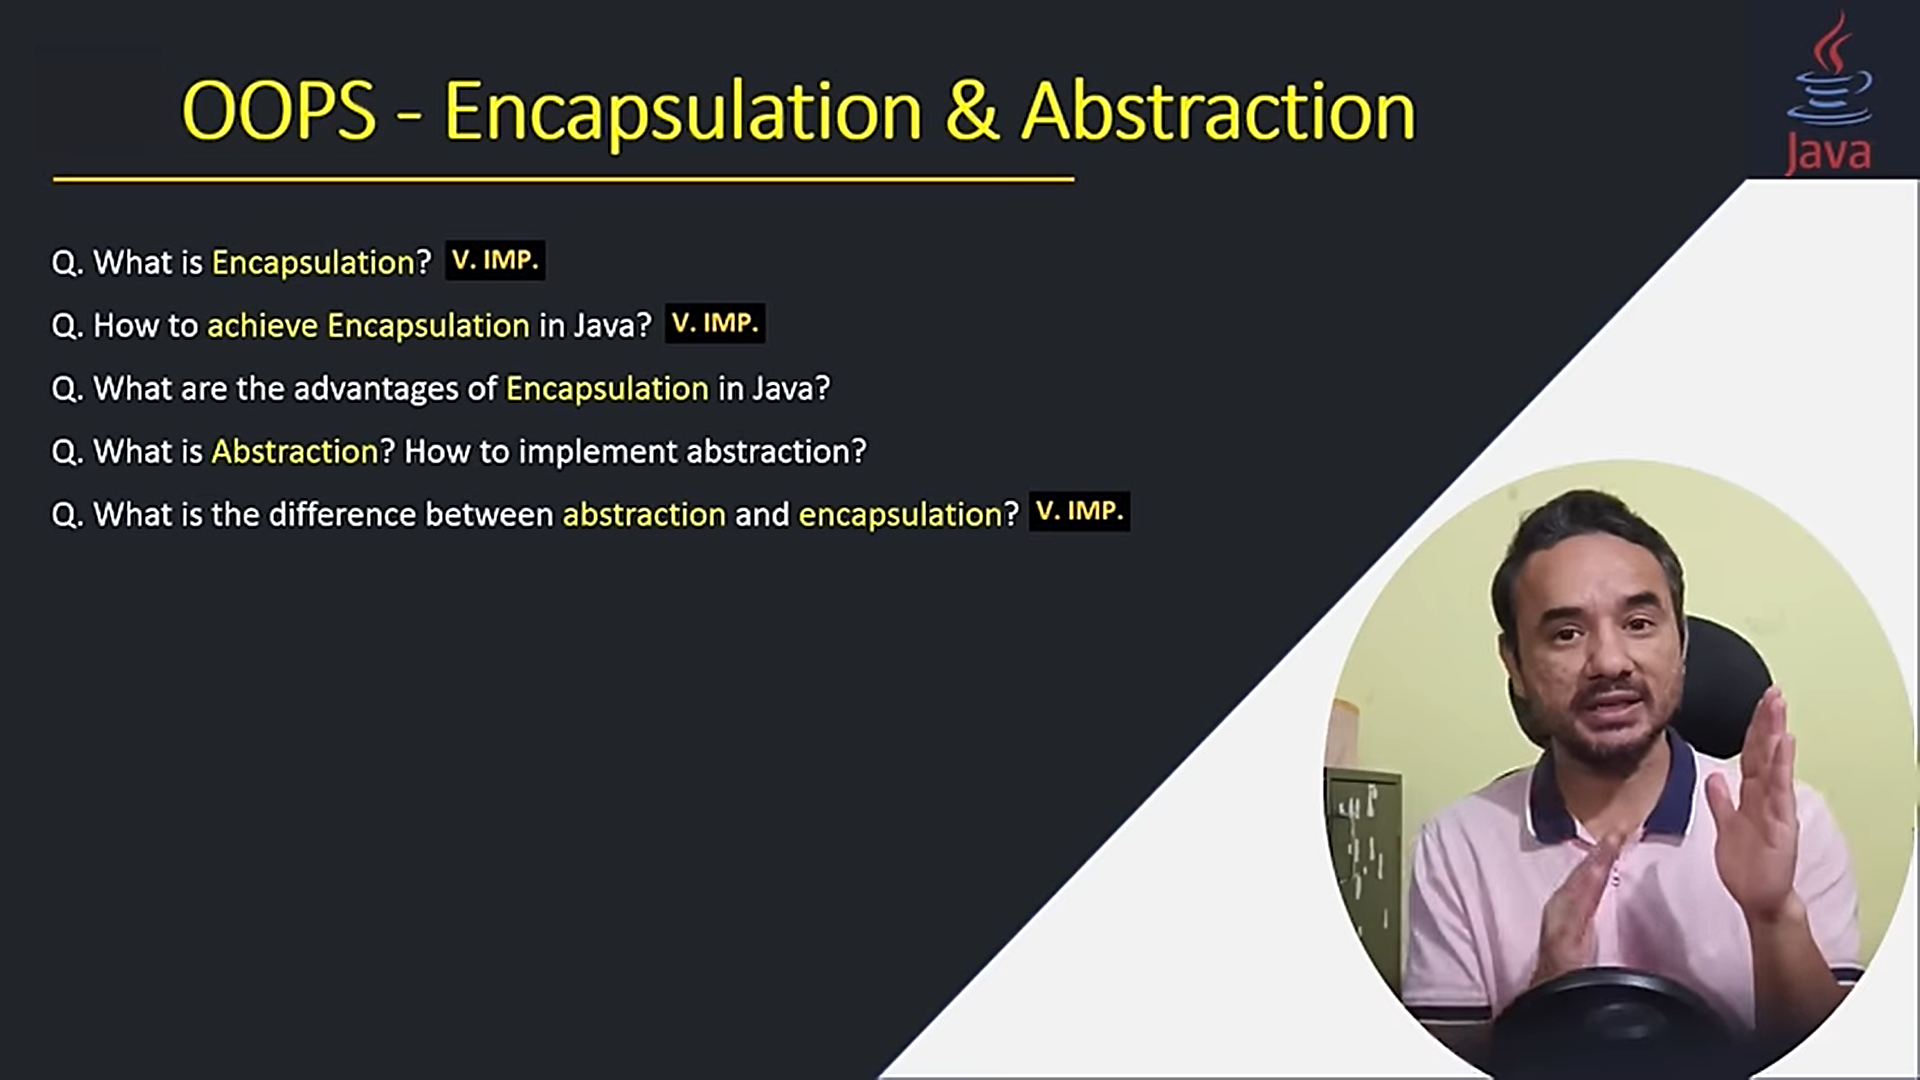 OOPS - Encapsulation & Abstraction
Java
Q. What is Encapsulation? V. IMP.
Q. How to achieve Encapsulation in Java? V. IMP.
Q. What are the advantages of Encapsulation in Java?
Q. What is Abstraction? How to implement abstraction?
Q. What is the difference between abstraction and encapsulation? V. IMP.